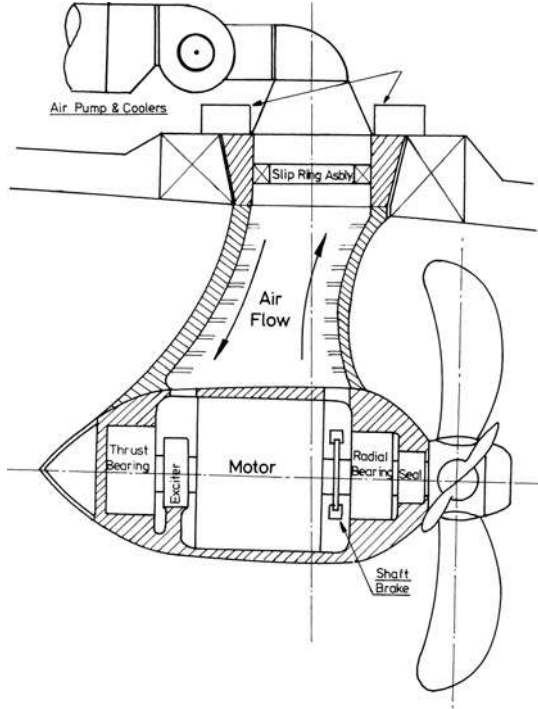 Air Pump & Coolers
Slip Ring Asbly
Air
Flow
Thrust
Bearing
Exciter
Motor
Radial
Bearing
Seal
Shaft
Brake